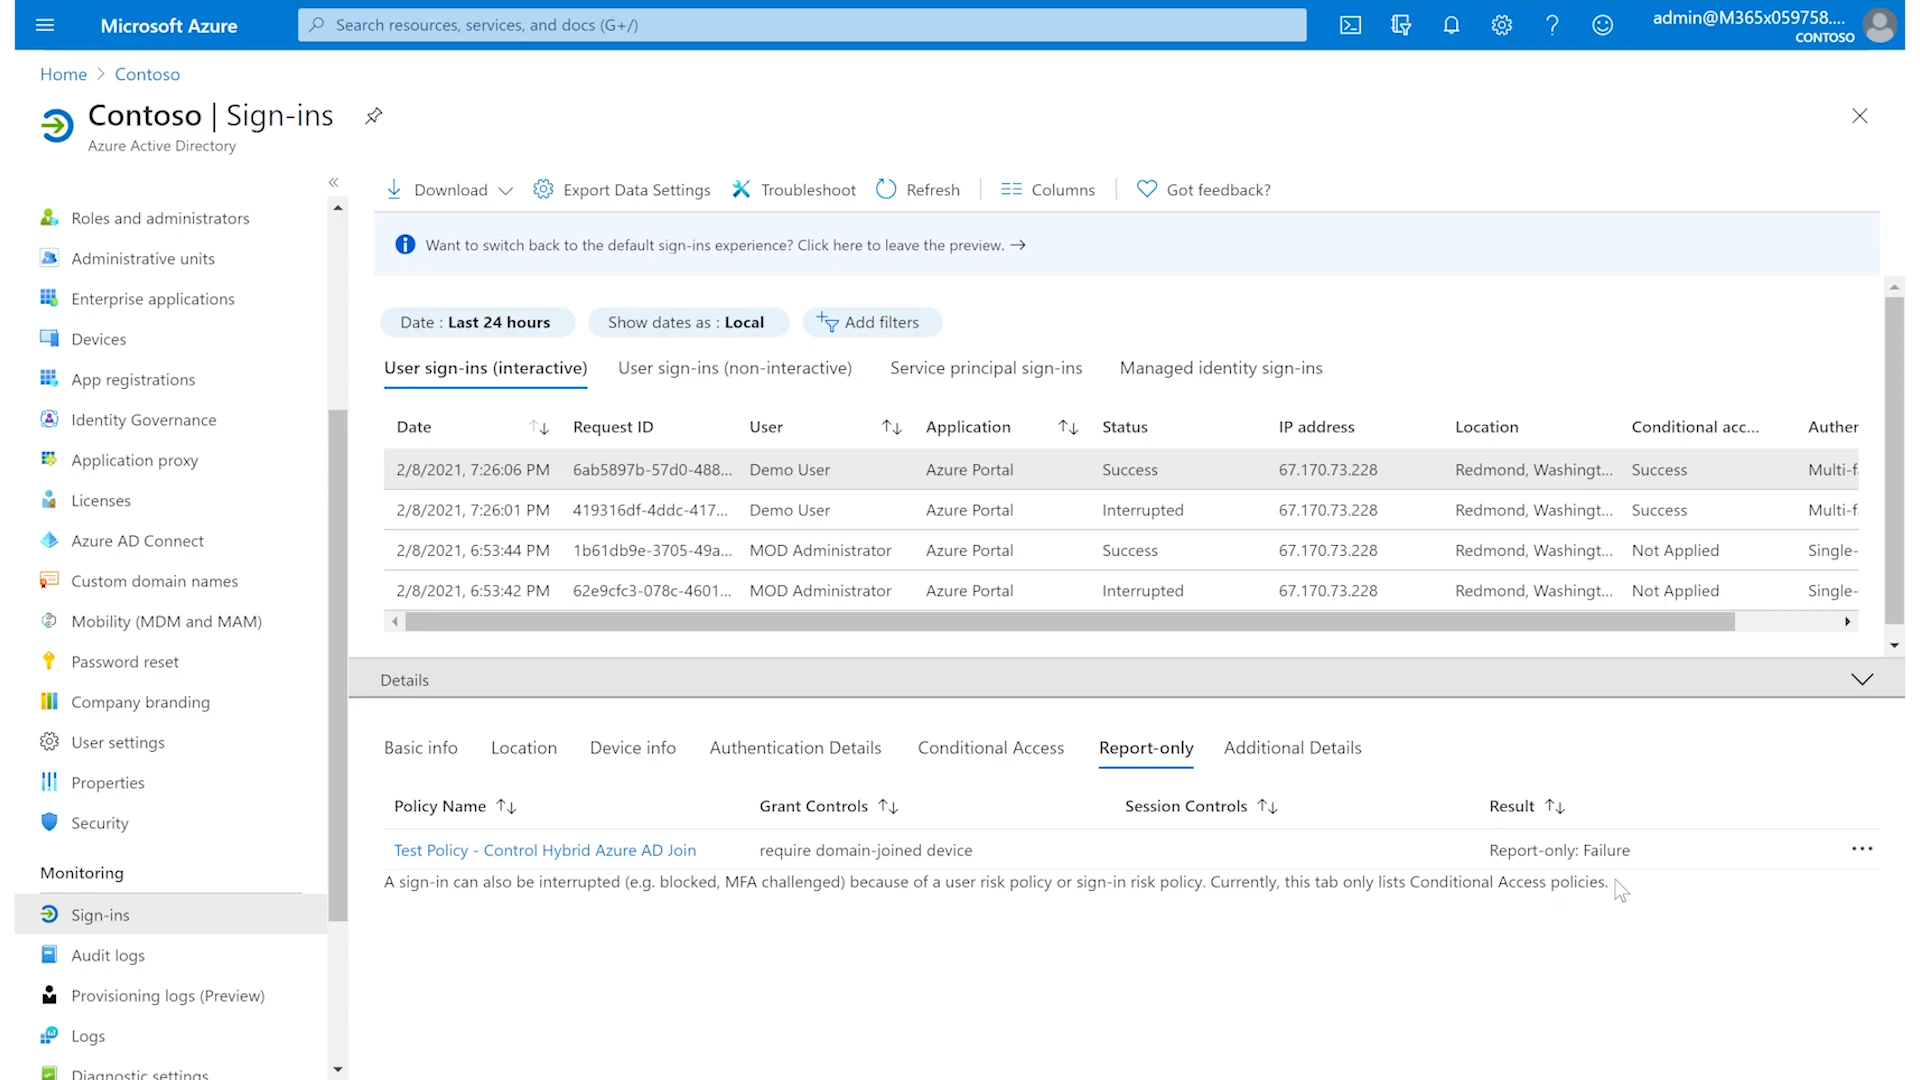 Microsoft Azure
Search resources, services, and docs (G+/)
admin@M365x059758....
CONTOSO
Home > Contoso
Contoso | Sign-ins
Azure Active Directory
Download
Export Data Settings
Troubleshoot
Refresh
Columns
Got feedback?
Roles and administrators
Administrative units
Enterprise applications
Devices
App registrations
Identity Governance
Application proxy
Licenses
Azure AD Connect
Custom domain names
Mobility (MDM and MAM)
Password reset
Company branding
User settings
Properties
Security
Monitoring
Sign-ins
Audit logs
Provisioning logs (Preview)
Logs
Diagnostic settings
Want to switch back to the default sign-ins experience? Click here to leave the preview. →
Date : Last 24 hours
Show dates as : Local
Add filters
User sign-ins (interactive)
User sign-ins (non-interactive)
Service principal sign-ins
Managed identity sign-ins
Date Request ID User Application Status IP address Location Conditional acc... Auther
2/8/2021, 7:26:06 PM 6ab5897b-57d0-488... Demo User Azure Portal Success 67.170.73.228 Redmond, Washingt... Success Multi-f
2/8/2021, 7:26:01 PM 419316df-4ddc-417... Demo User Azure Portal Interrupted 67.170.73.228 Redmond, Washingt... Success Multi-f
2/8/2021, 6:53:44 PM 1b61db9e-3705-49a... MOD Administrator Azure Portal Success 67.170.73.228 Redmond, Washingt... Not Applied Single-
2/8/2021, 6:53:42 PM 62e9cfc3-078c-4601... MOD Administrator Azure Portal Interrupted 67.170.73.228 Redmond, Washingt... Not Applied Single-
Details
Basic info
Location
Device info
Authentication Details
Conditional Access
Report-only
Additional Details
Policy Name Grant Controls Session Controls Result
Test Policy - Control Hybrid Azure AD Join require domain-joined device Report-only: Failure ...
A sign-in can also be interrupted (e.g. blocked, MFA challenged) because of a user risk policy or sign-in risk policy. Currently, this tab only lists Conditional Access policies.